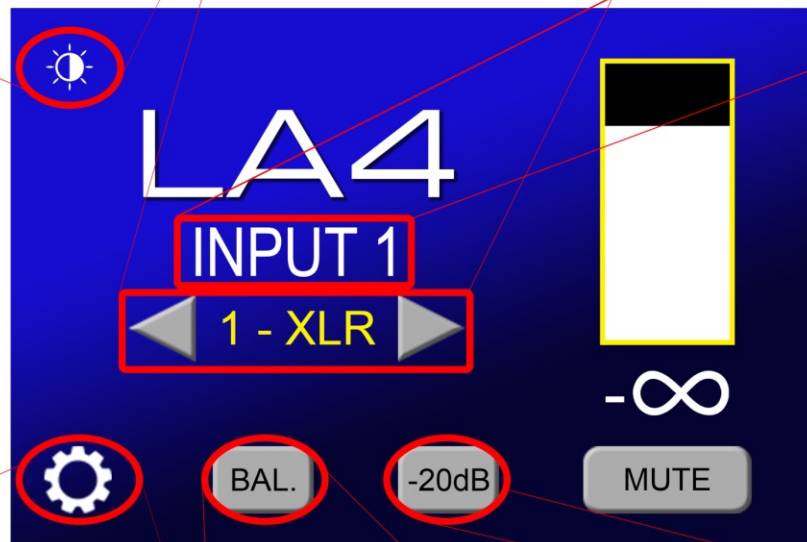 LA4
INPUT 1
1 - XLR
-∞
BAL.
-20dB
MUTE